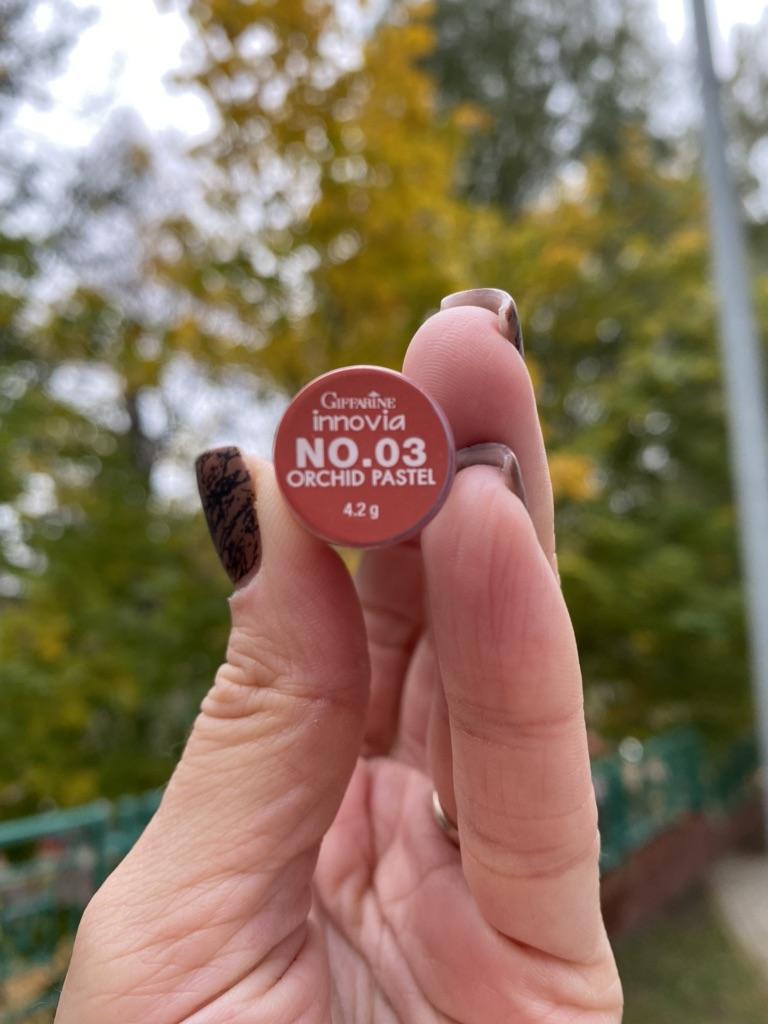 GIFFARINE
innovia
NO.03
ORCHID PASTEL
4.2 g